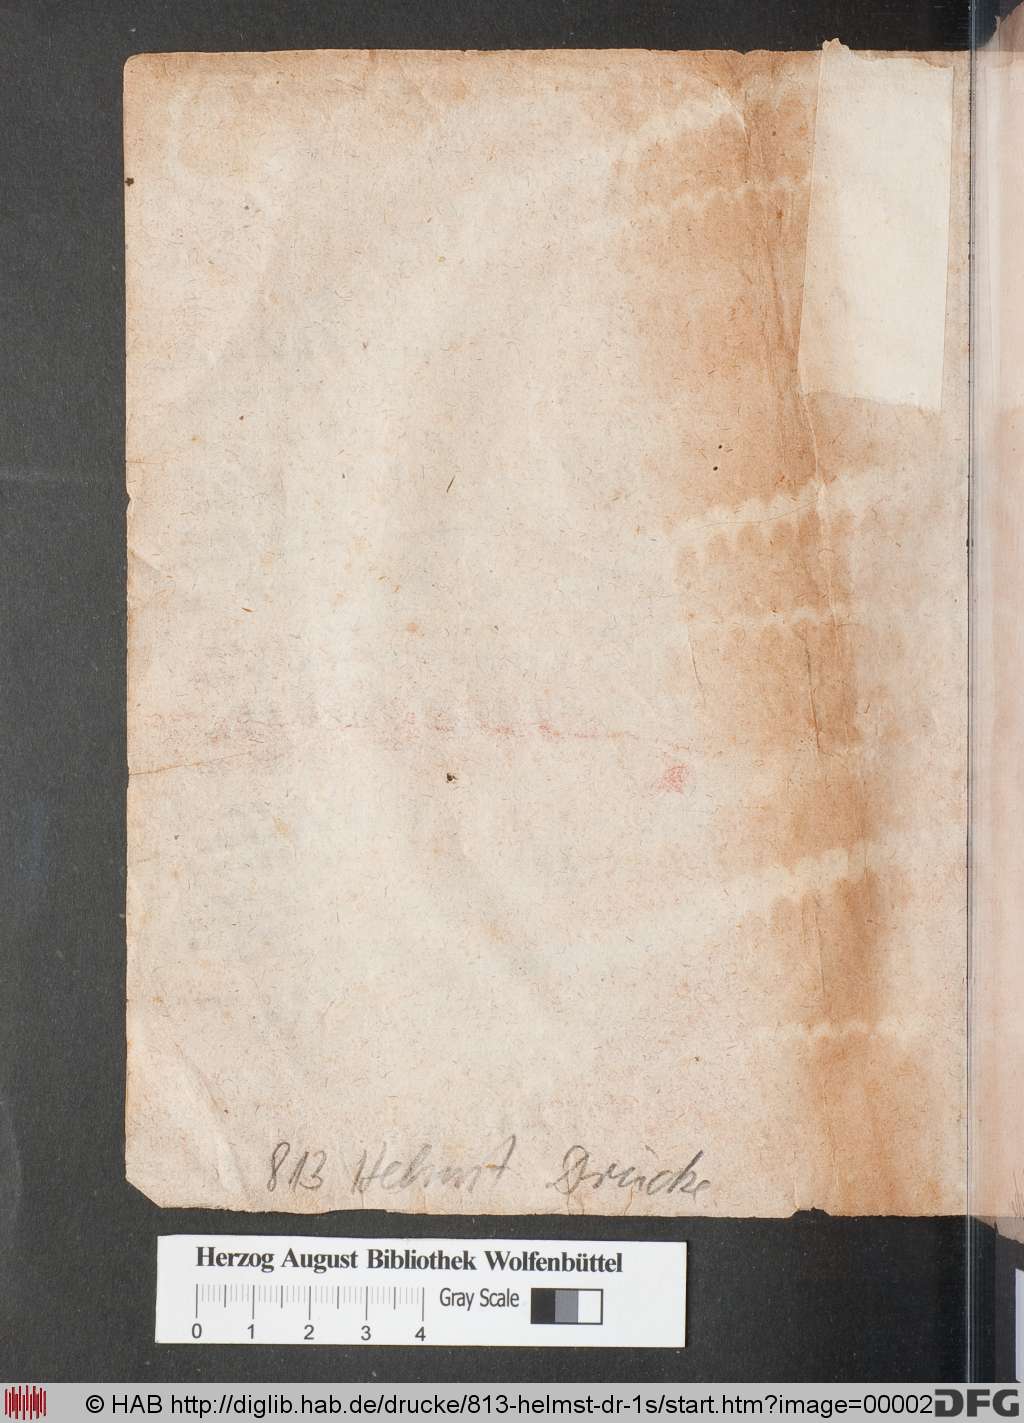 813 Helmst Drucke
Herzog August Bibliothek Wolfenbüttel
Gray Scale
0 1 2 3 4
© HAB http://diglib.hab.de/drucke/813-helmst-dr-1s/start.htm?image=00002
DFG